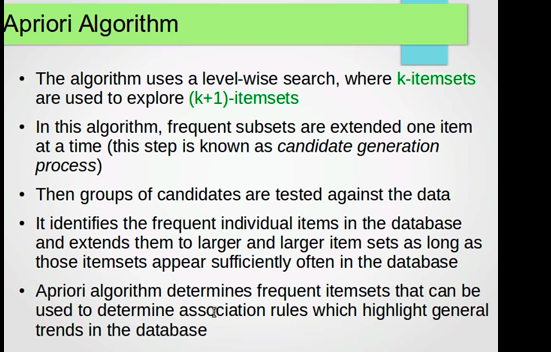 Apriori Algorithm
• The algorithm uses a level-wise search, where k-itemsets
are used to explore (k+1)-itemsets
• In this algorithm, frequent subsets are extended one item
at a time (this step is known as candidate generation
process)
• Then groups of candidates are tested against the data
• It identifies the frequent individual items in the database
and extends them to larger and larger item sets as long as
those itemsets appear sufficiently often in the database
• Apriori algorithm determines frequent itemsets that can be
used to determine association rules which highlight general
trends in the database